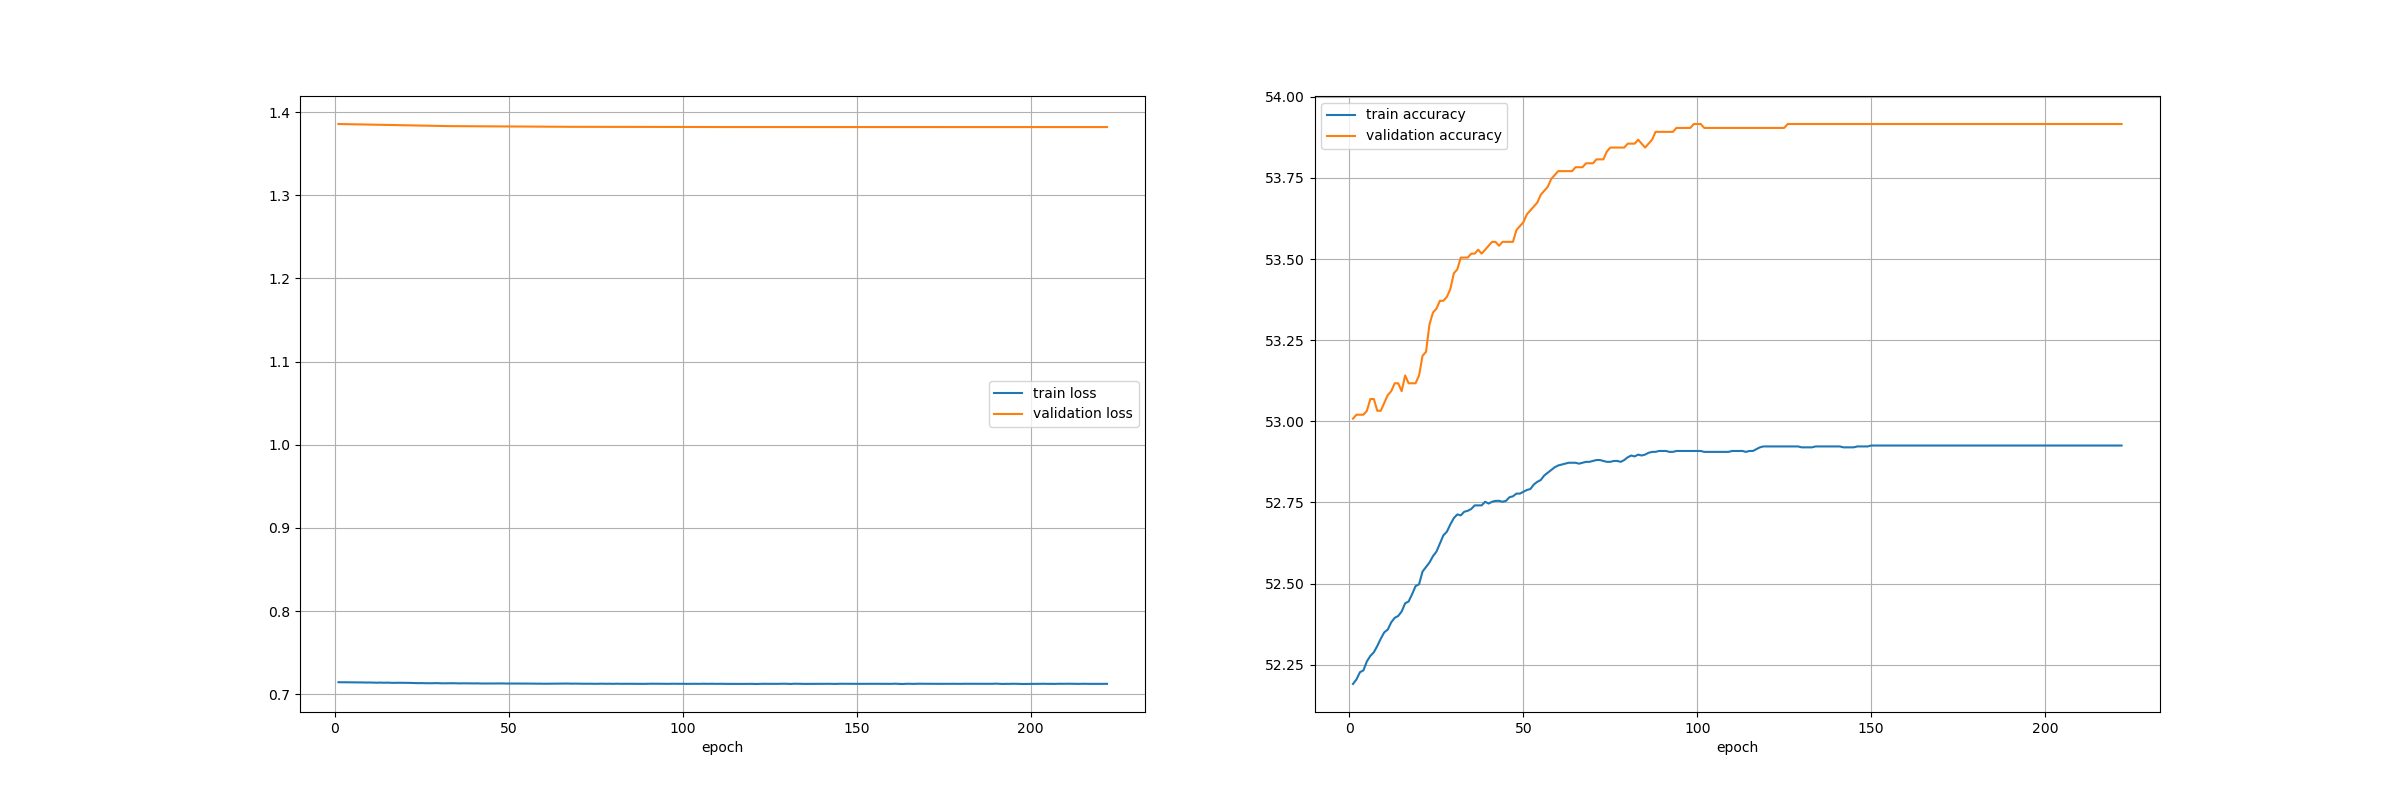 1.4
1.3
1.2
1.1
1.0
0.9
0.8
0.7
0 50 100 150 200
epoch
train loss
validation loss
54.00
53.75
53.50
53.25
53.00
52.75
52.50
52.25
0 50 100 150 200
epoch
train accuracy
validation accuracy